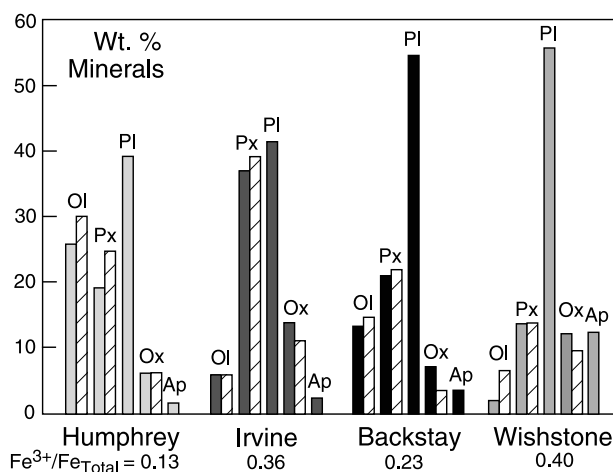 60
50
40
30
20
10
0
Wt. %
Minerals
Ol
Px
Pl
Ox
Ap
Ol
Px
Pl
Ox
Ap
Ol
Px
Pl
Ox
Ap
Ol
Px
Pl
Ox
Ap
Humphrey Irvine Backstay Wishstone
Fe³⁺/Fe_Total = 0.13 0.36 0.23 0.40